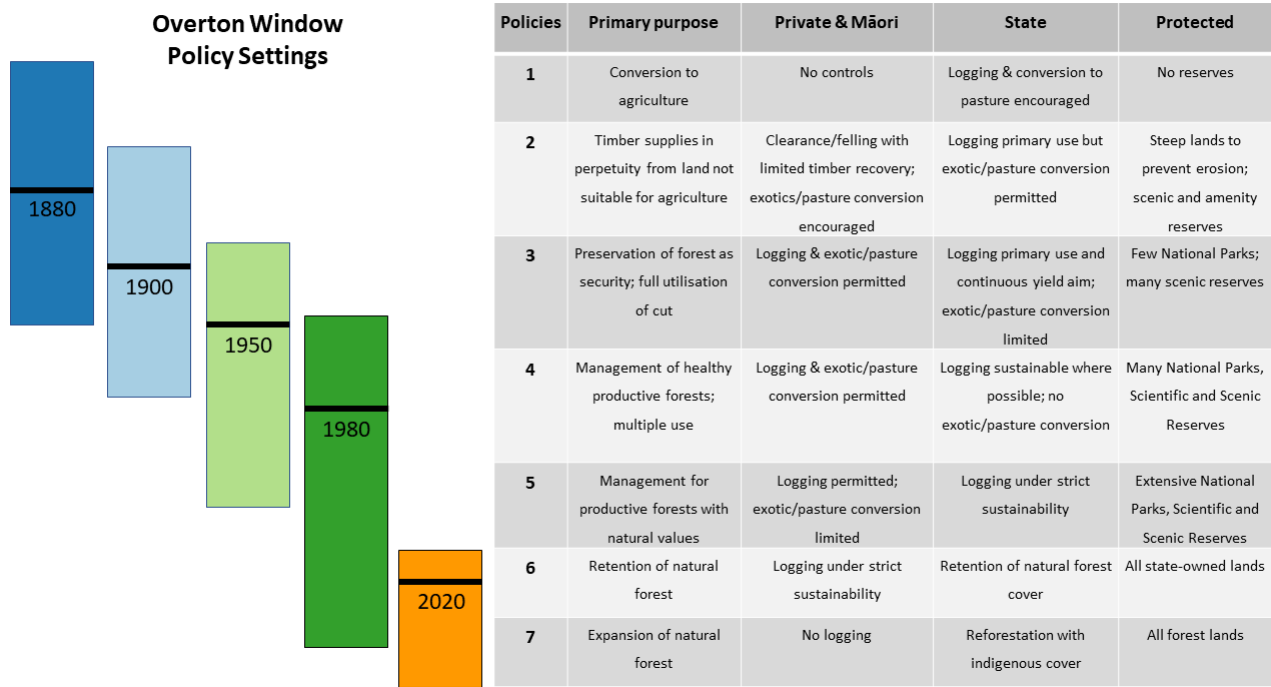 Overton Window
Policy Settings
1880
1900
1950
1980
2020
Policies Primary purpose Private & Māori State Protected
1 Conversion to No controls Logging & conversion to No reserves
agriculture pasture encouraged
2 Timber supplies in Clearance/felling with Logging primary use but Steep lands to
perpetuity from land not limited timber recovery; exotic/pasture conversion prevent erosion;
suitable for agriculture exotics/pasture conversion permitted scenic and amenity
encouraged reserves
3 Preservation of forest as Logging & exotic/pasture Logging primary use and Few National Parks;
security; full utilisation conversion permitted continuous yield aim; many scenic reserves
of cut exotic/pasture conversion
limited
4 Management of healthy Logging & exotic/pasture Logging sustainable where Many National Parks,
productive forests; conversion permitted possible; no Scientific and Scenic
multiple use exotic/pasture conversion Reserves
5 Management for Logging permitted; Logging under strict Extensive National
productive forests with exotic/pasture conversion sustainability Parks, Scientific and
natural values limited Scenic Reserves
6 Retention of natural Logging under strict Retention of natural forest All state-owned lands
forest sustainability cover
7 Expansion of natural No logging Reforestation with All forest lands
forest indigenous cover